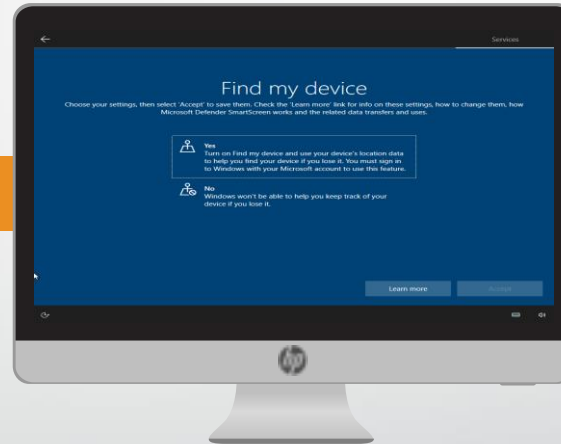 Services
Find my device
Choose your settings, then select 'Accept' to save them. Check the 'Learn more' link for info on these settings, how to change them, how
Microsoft Defender SmartScreen works and the related data transfers and uses.
Yes
Turn on Find my device and use your device's location data
to help you find your device if you lose it. You must sign in
to Windows with your Microsoft account to use this feature.
No
Windows won't be able to help you keep track of your
device if you lose it.
Learn more
Accept
hp